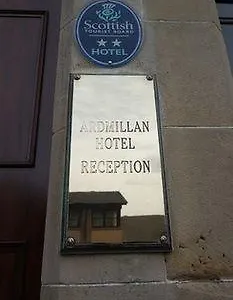 Scottish
TOURIST BOARD
★★
HOTEL
ARDMILLAN
HOTEL
RECEPTION